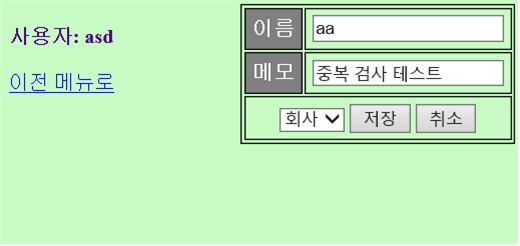 사용자: asd
이전 메뉴로
이름 aa
메모 중복 검사 테스트
회사 저장 취소